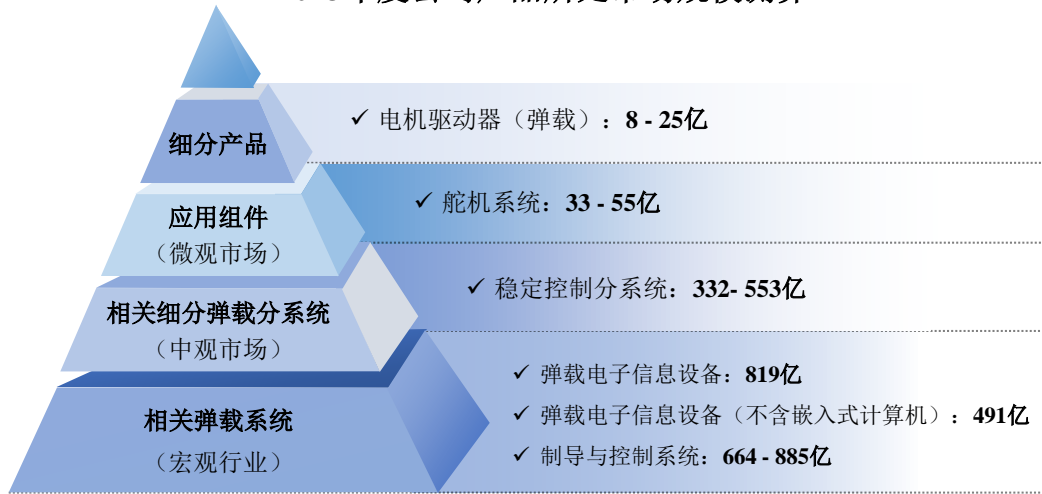 细分产品
✓ 电机驱动器（弹载）：8 - 25亿
应用组件
（微观市场）
✓ 舵机系统：33 - 55亿
相关细分弹载分系统
（中观市场）
✓ 稳定控制分系统：332- 553亿
相关弹载系统
（宏观行业）
✓ 弹载电子信息设备：819亿
✓ 弹载电子信息设备（不含嵌入式计算机）：491亿
✓ 制导与控制系统：664 - 885亿